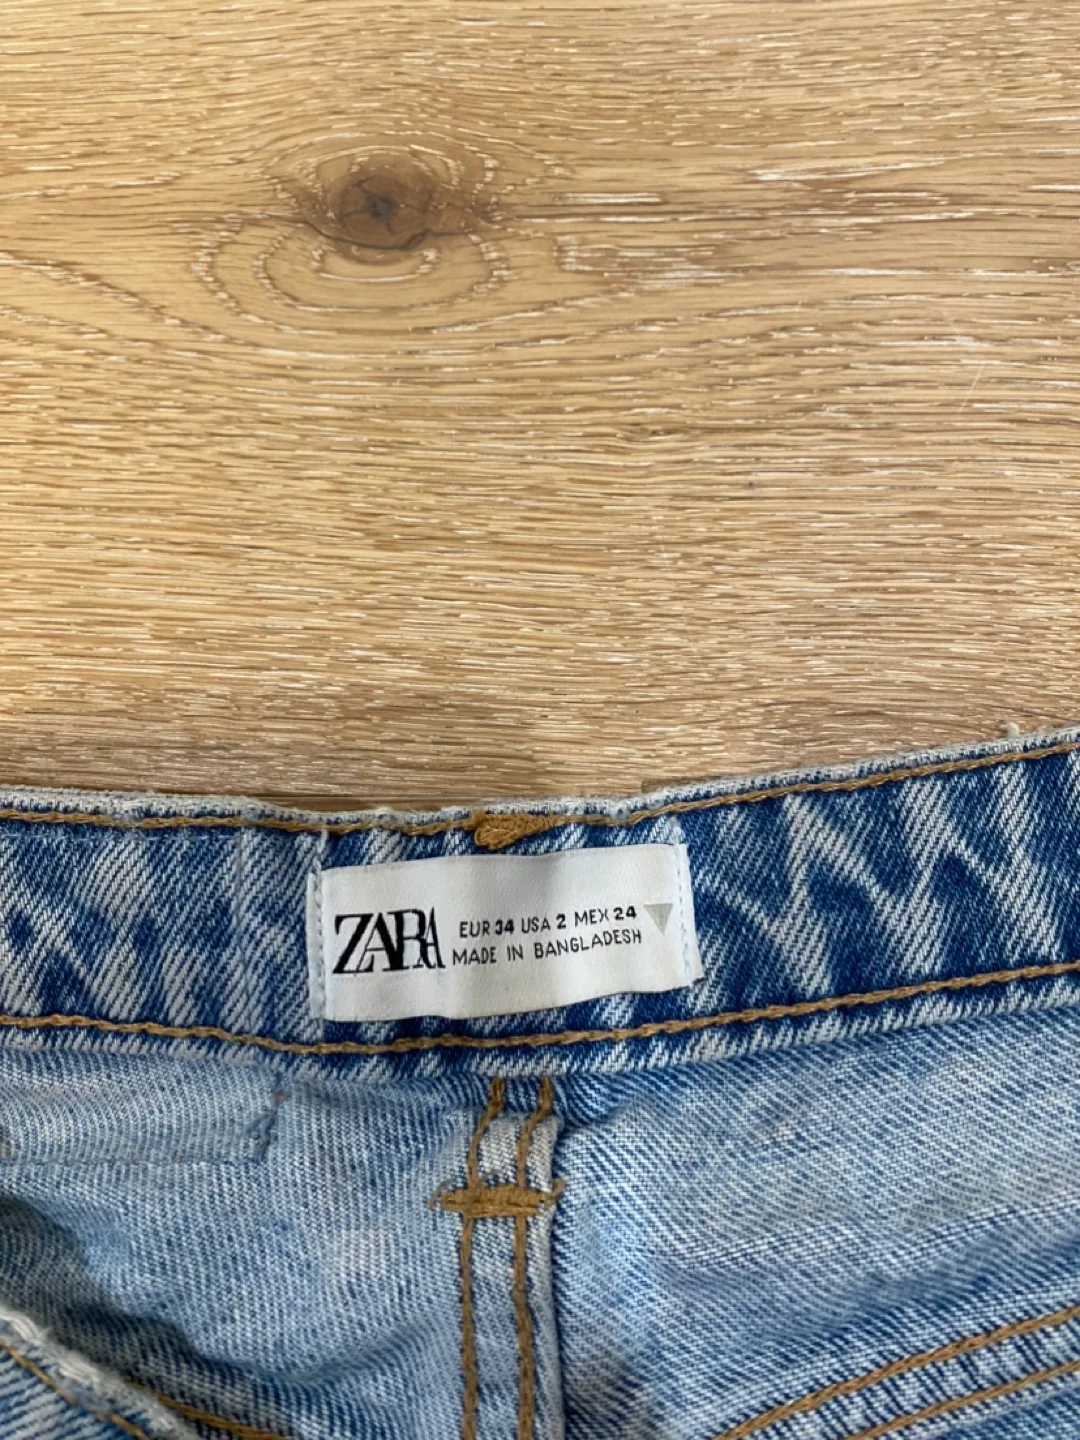 ZARA
EUR 34 USA 2 MEX 24
MADE IN BANGLADESH